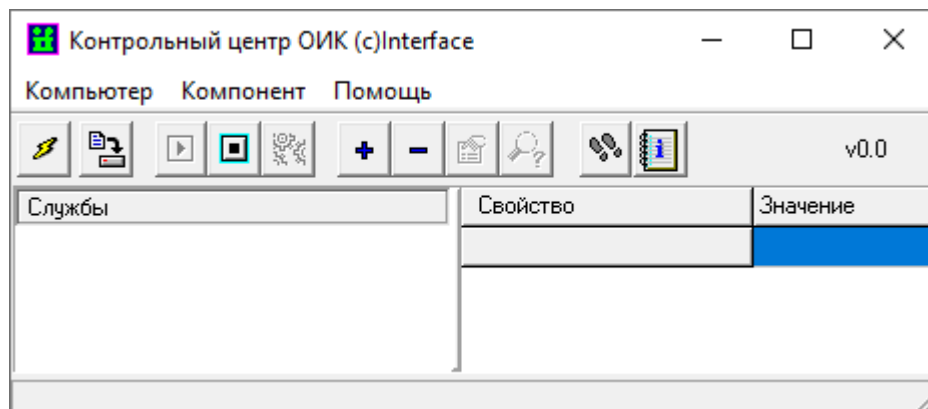 Контрольный центр ОИК (c)Interface
Компьютер Компонент Помощь
v0.0
Службы
Свойство Значение